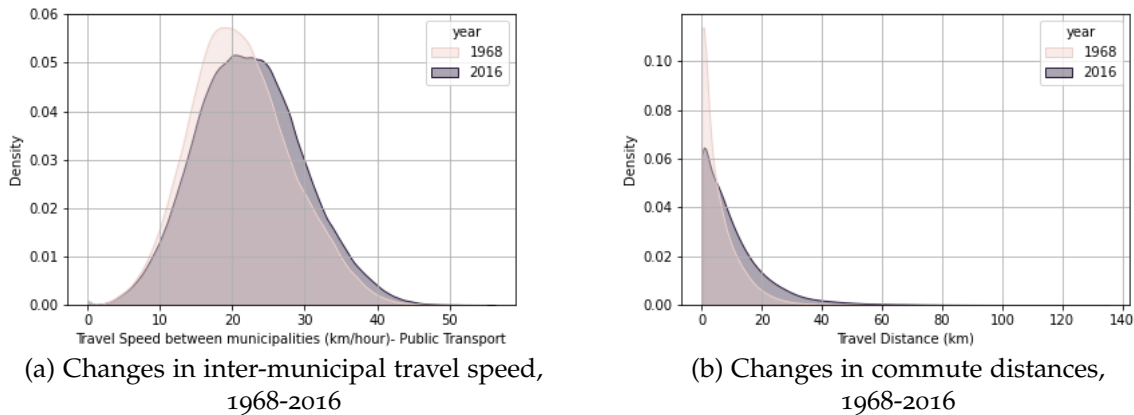 0.06
0.05
0.04
0.03
0.02
0.01
0.00
Density
year
1968
2016
0 10 20 30 40 50
Travel Speed between municipalities (km/hour)- Public Transport
(a) Changes in inter-municipal travel speed,
1968-2016
0.10
0.08
0.06
0.04
0.02
0.00
Density
year
1968
2016
0 20 40 60 80 100 120 140
Travel Distance (km)
(b) Changes in commute distances,
1968-2016